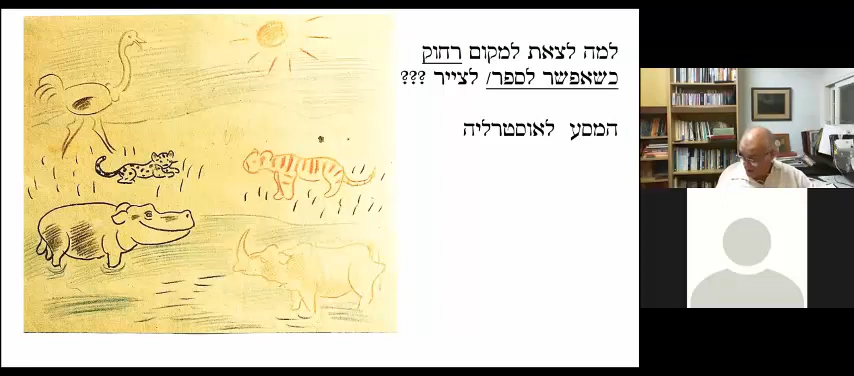 למה לצאת למקום רחוק
כשאפשר לספר/ לצייר ???
המסע לאוסטרליה